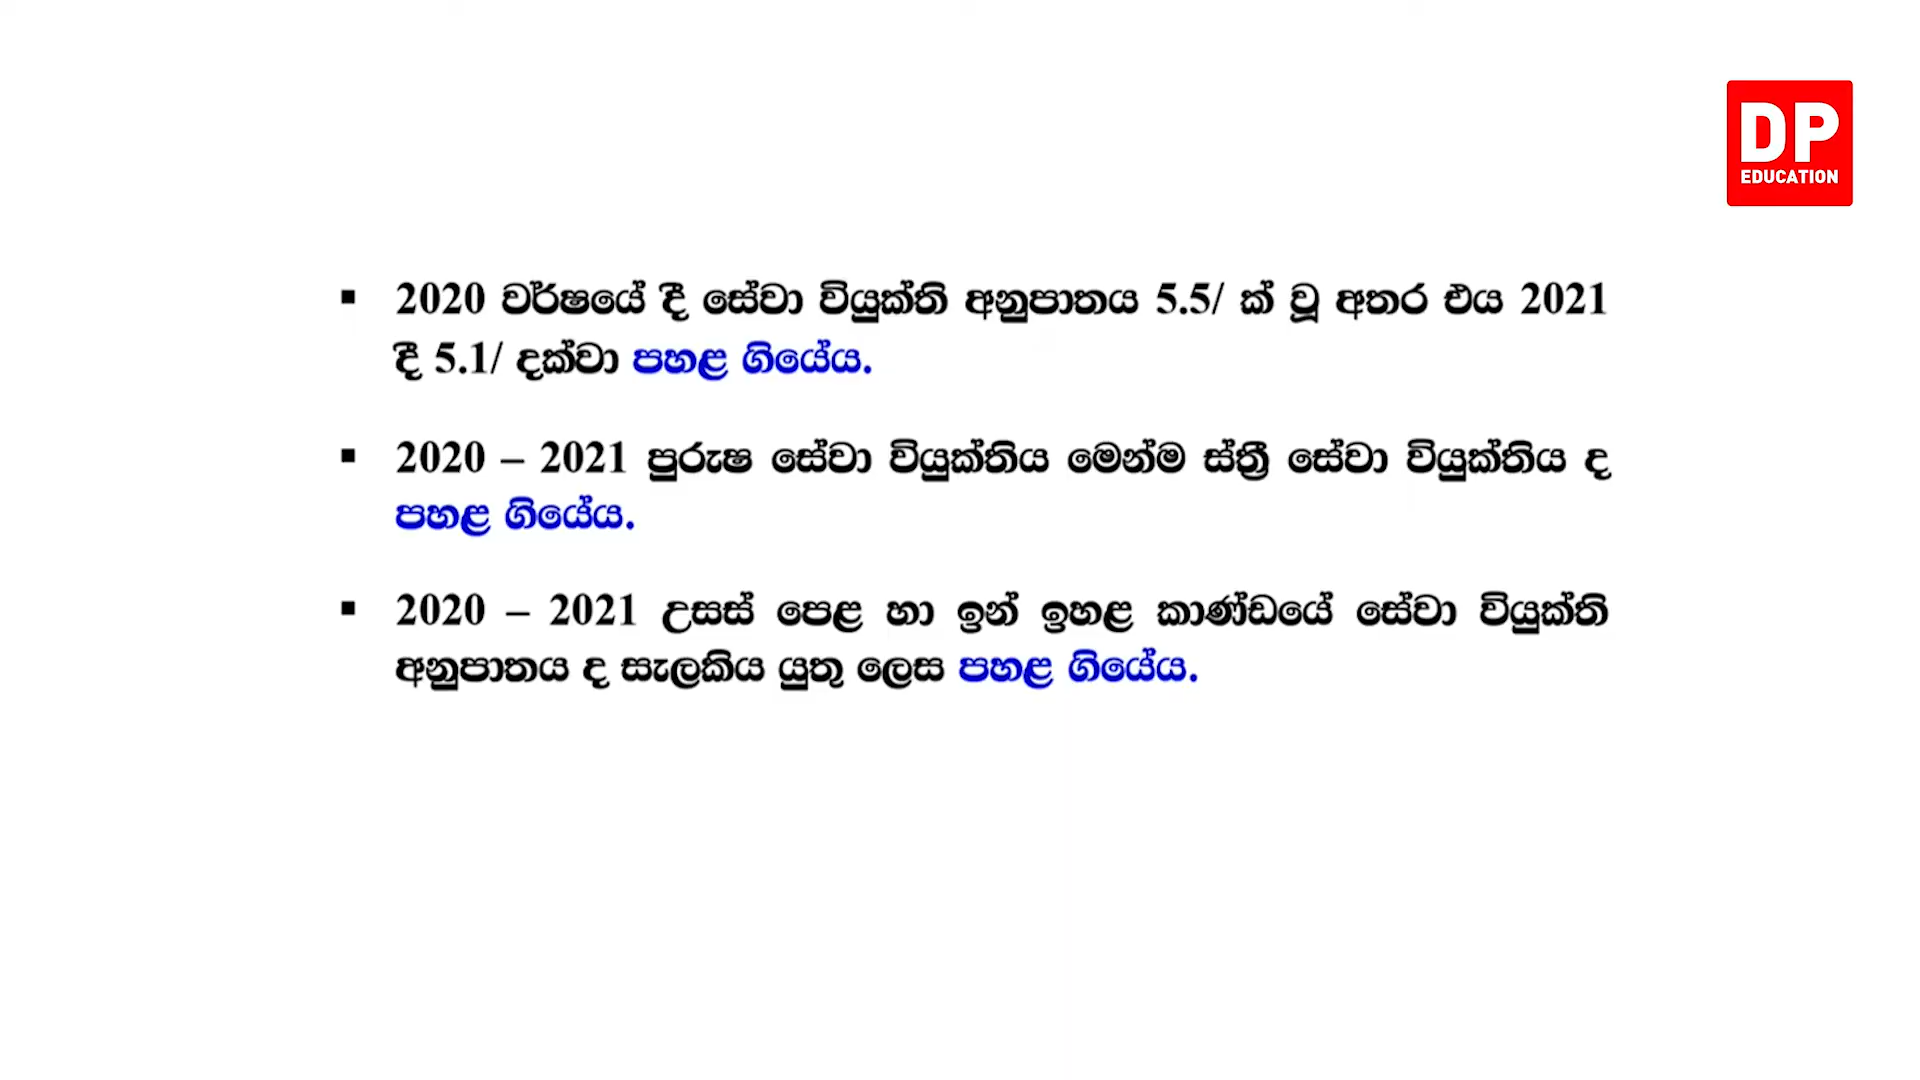 DP
EDUCATION
▪ 2020 වර්ෂයේ දී සේවා වියුක්ති අනුපාතය 5.5/ ක් වූ අතර එය 2021
දී 5.1/ දක්වා පහළ ගියේය.
▪ 2020 – 2021 පුරුෂ සේවා වියුක්තිය මෙන්ම ස්ත්‍රී සේවා වියුක්තිය ද
පහළ ගියේය.
▪ 2020 – 2021 උසස් පෙළ හා ඉන් ඉහළ කාණ්ඩයේ සේවා වියුක්ති
අනුපාතය ද සැලකිය යුතු ලෙස පහළ ගියේය.